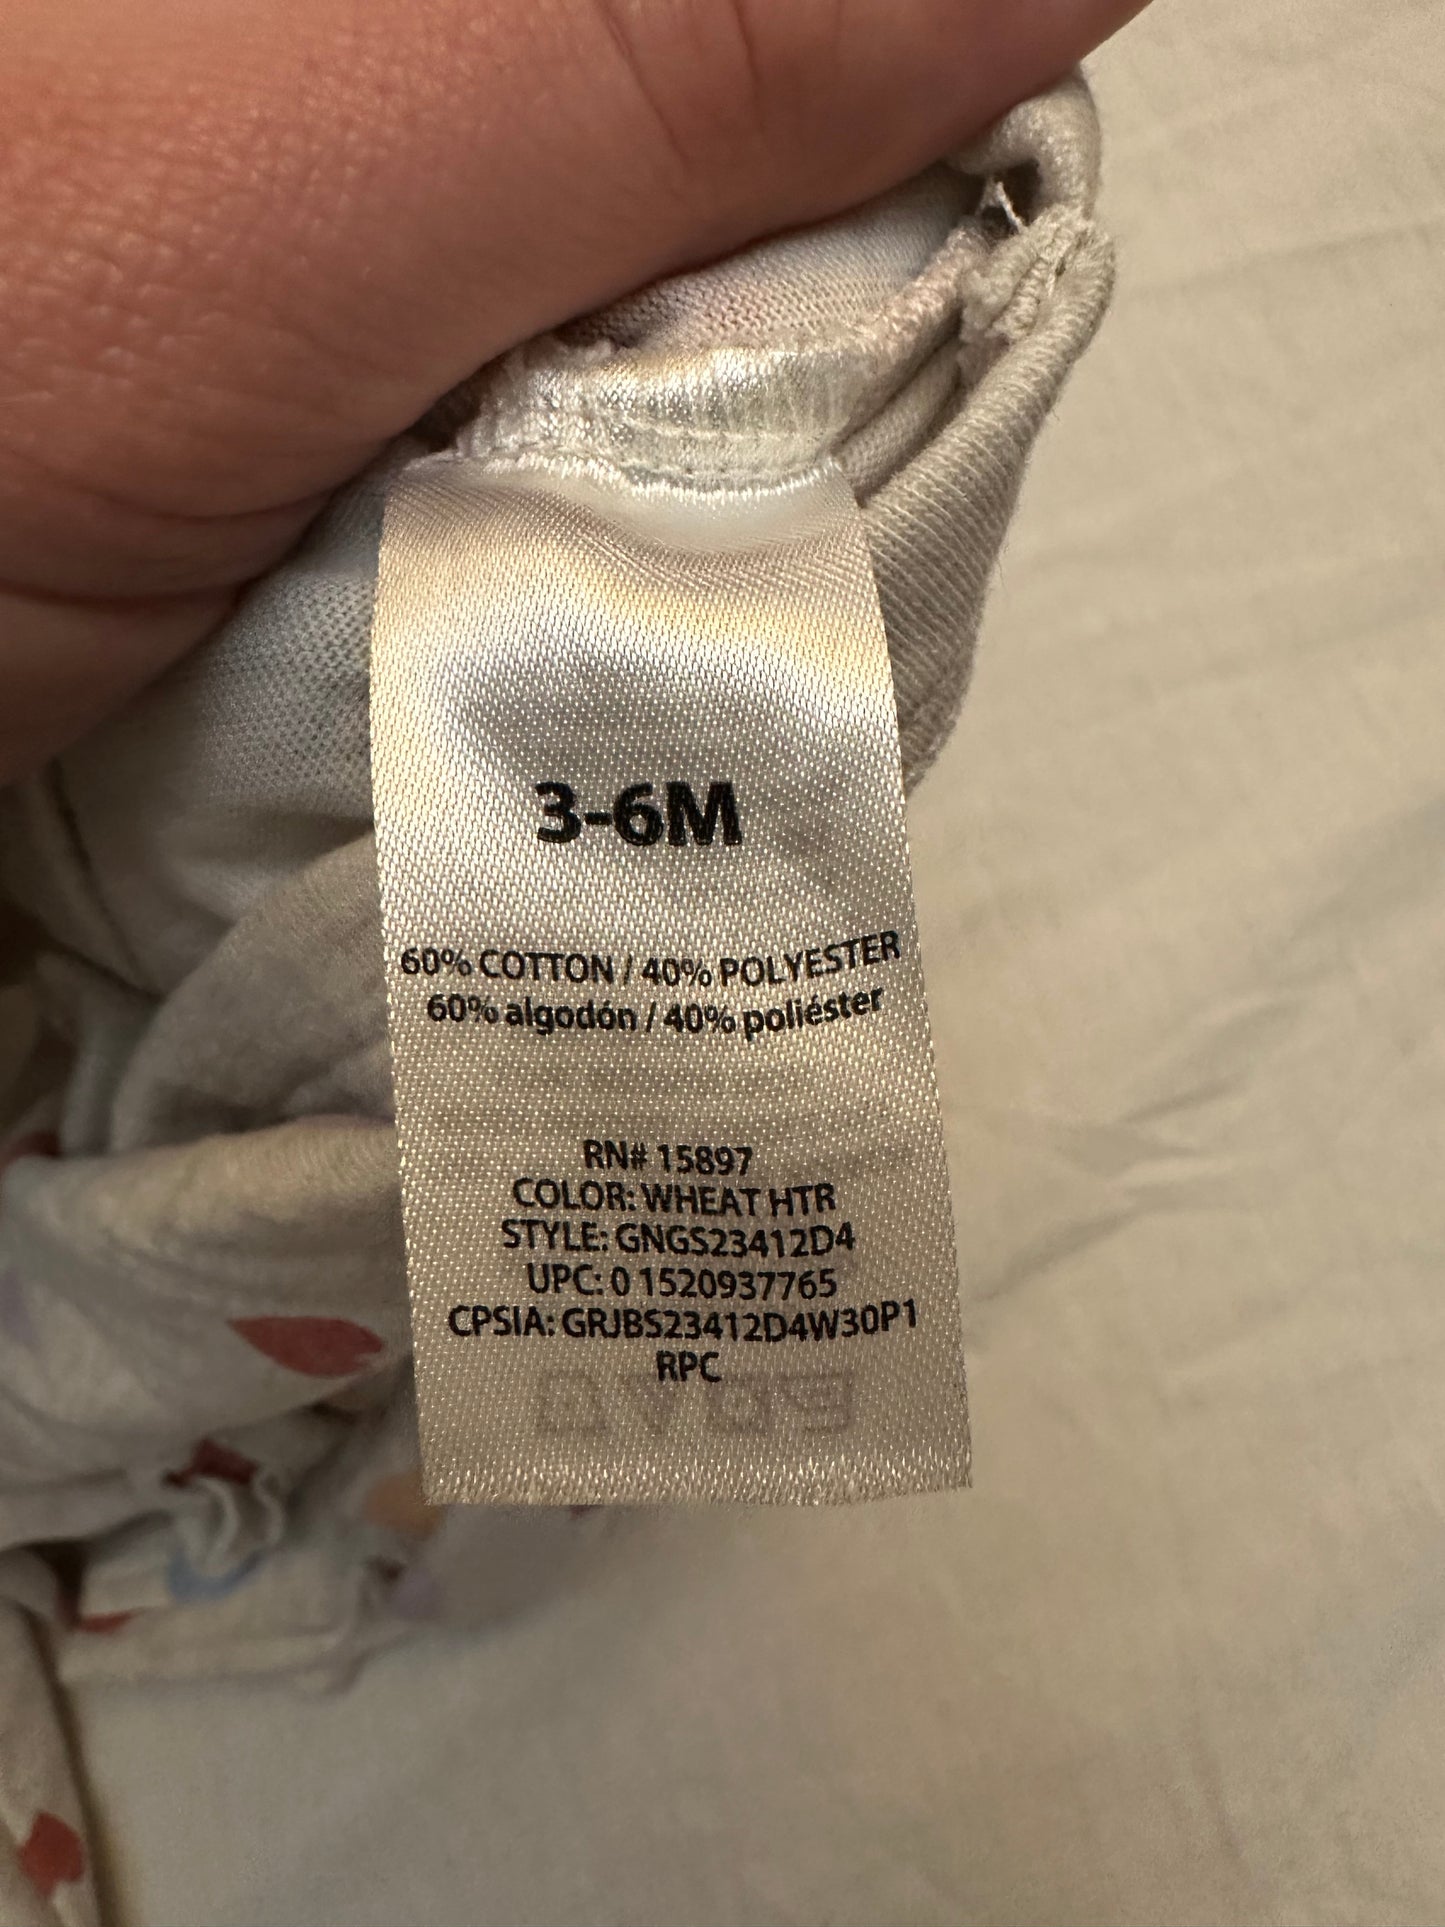 3-6M
60% COTTON / 40% POLYESTER
60% algodón / 40% poliéster
RN# 15897
COLOR: WHEAT HTR
STYLE: GNGS23412D4
UPC: 0 1520937765
CPSIA: GRJBS23412D4W30P1
RPC